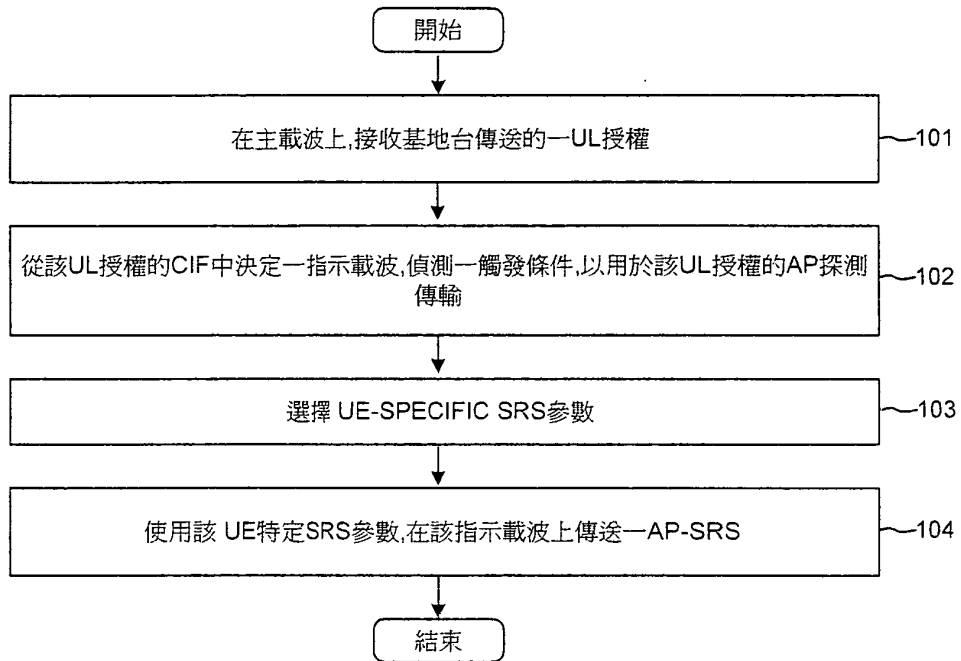 開始
在主載波上,接收基地台傳送的一UL授權
101
從該UL授權的CIF中決定一指示載波,偵測一觸發條件,以用於該UL授權的AP探測
傳輸
102
選擇 UE-SPECIFIC SRS參數
103
使用該 UE特定SRS參數,在該指示載波上傳送一AP-SRS
104
結束